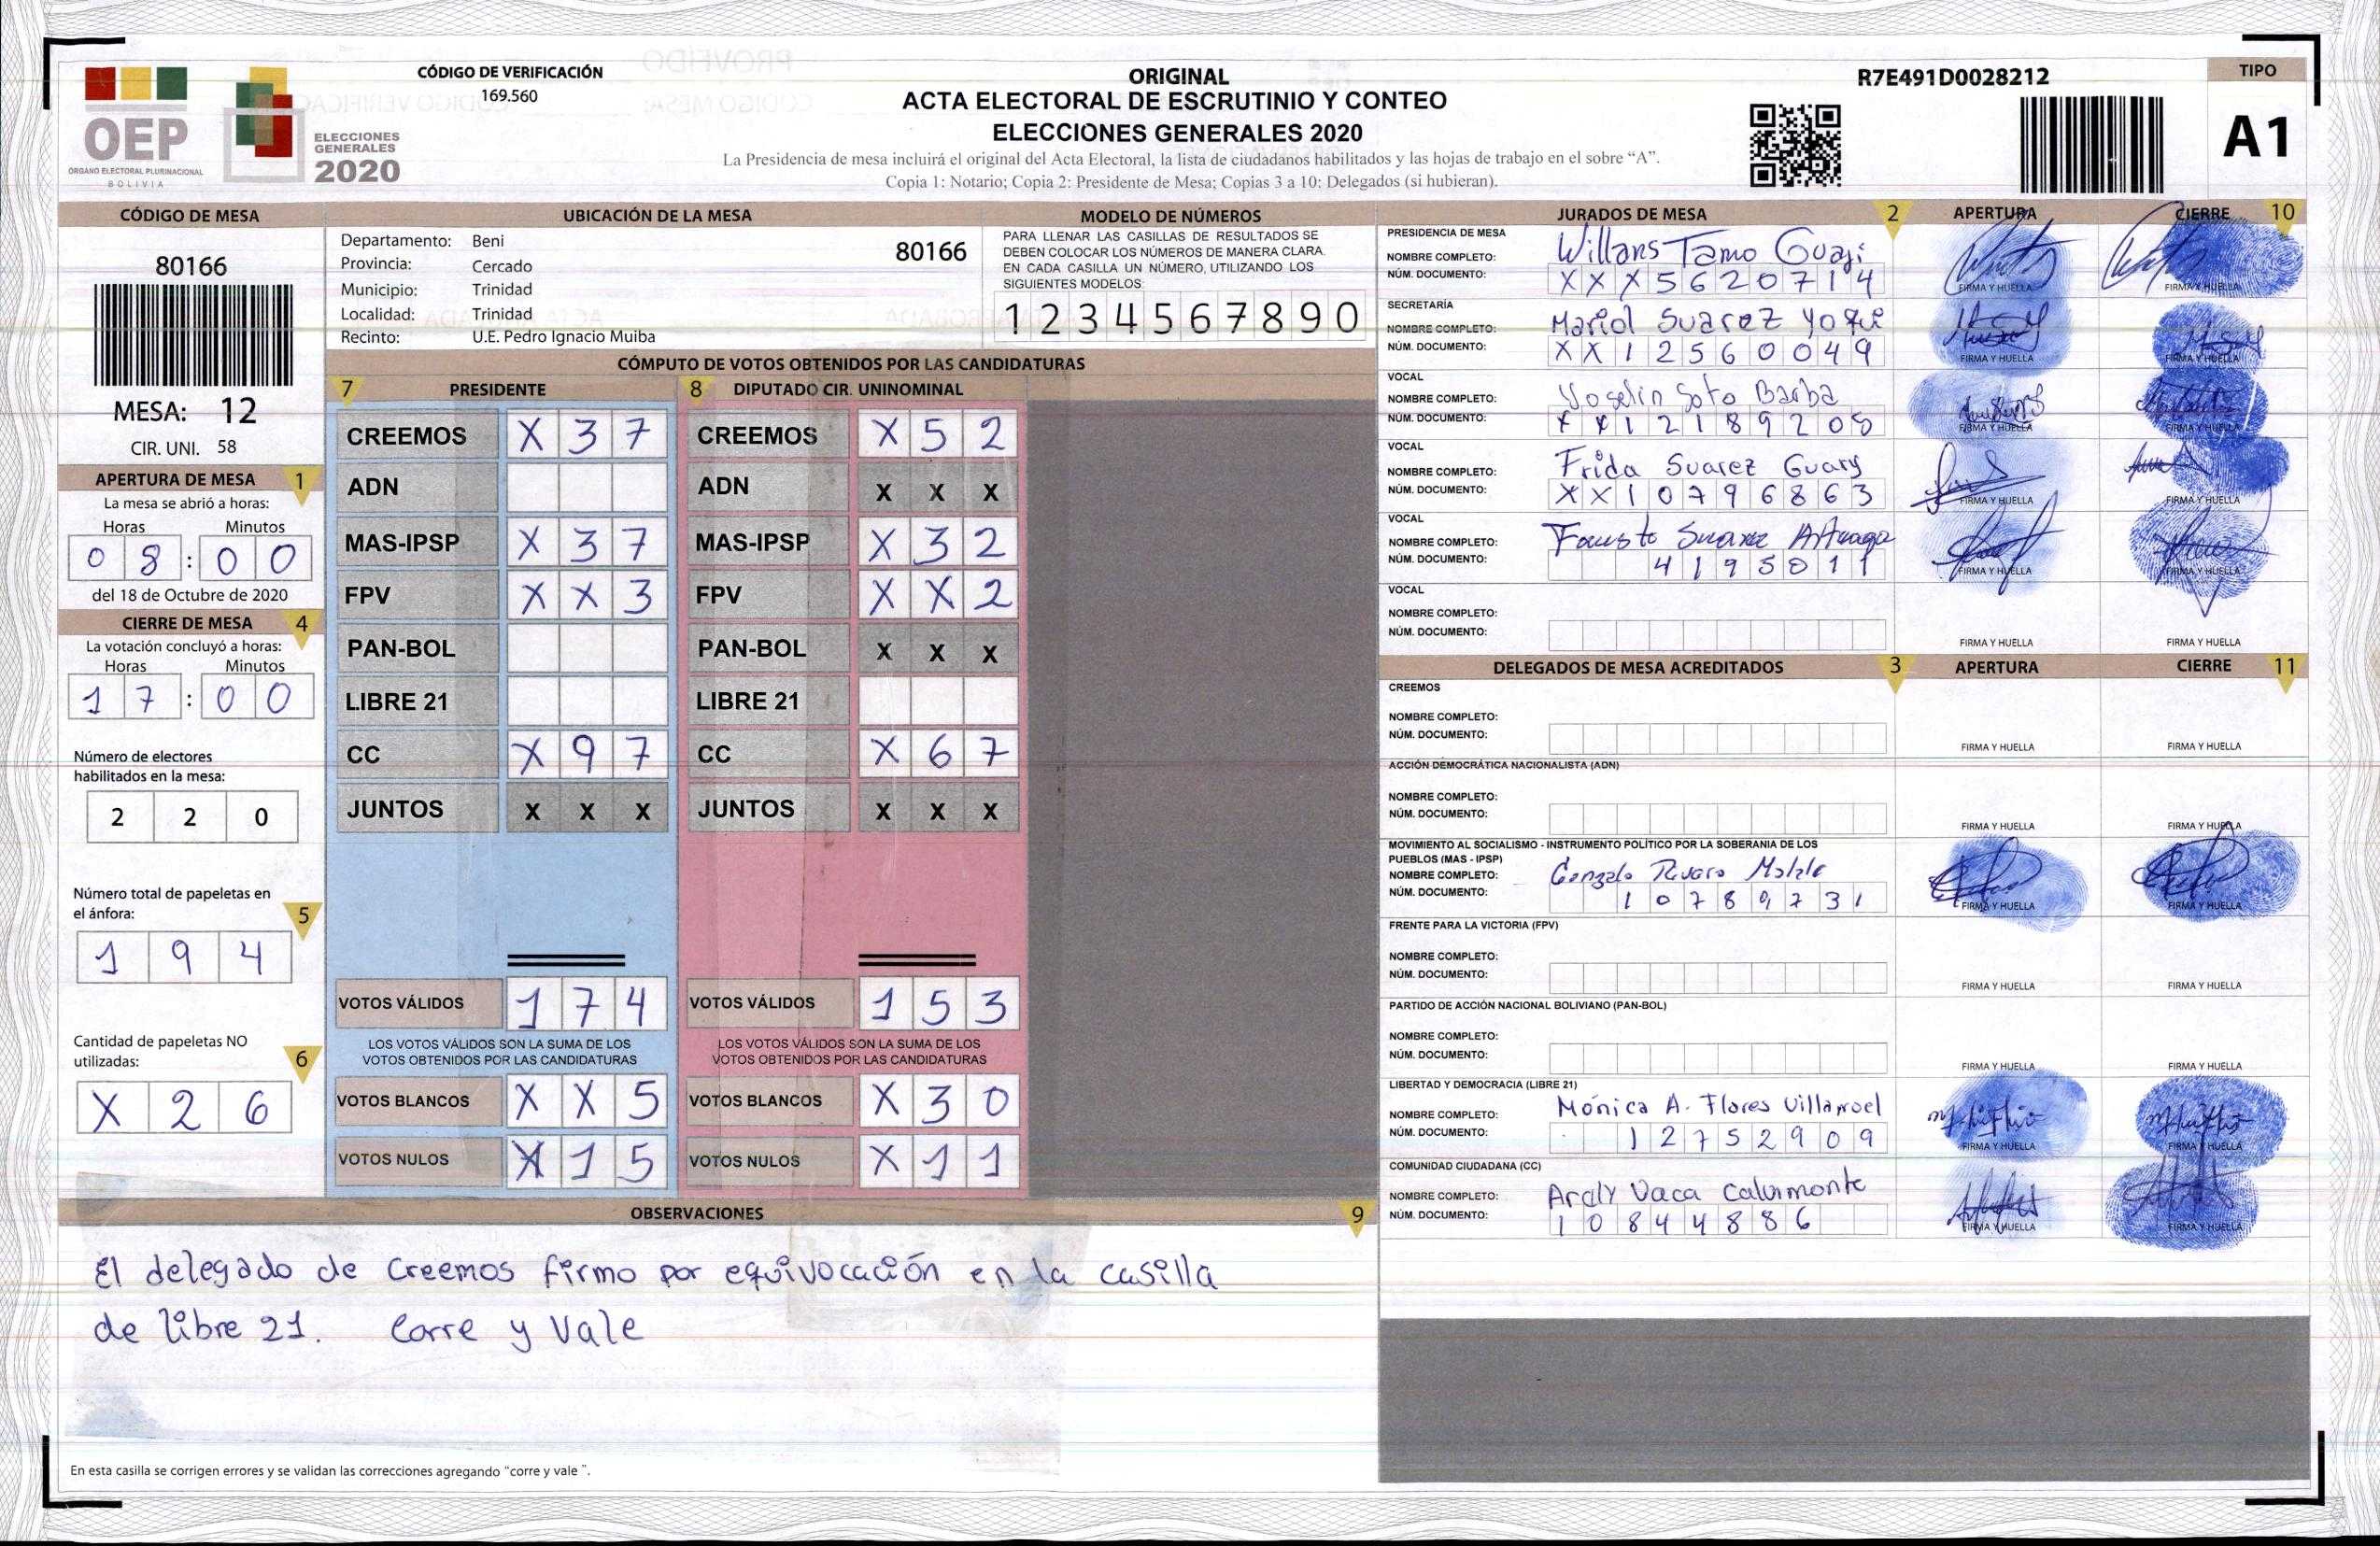 CÓDIGO DE VERIFICACIÓN
169.560
OEP
ÓRGANO ELECTORAL PLURINACIONAL
BOLIVIA
ELECCIONES
GENERALES
2020
ORIGINAL
ACTA ELECTORAL DE ESCRUTINIO Y CONTEO
ELECCIONES GENERALES 2020
La Presidencia de mesa incluirá el original del Acta Electoral, la lista de ciudadanos habilitados y las hojas de trabajo en el sobre “A”.
Copia 1: Notario; Copia 2: Presidente de Mesa; Copias 3 a 10: Delegados (si hubieran).
R7E491D0028212
TIPO
A1
CÓDIGO DE MESA
80166
MESA: 12
CIR. UNI. 58
APERTURA DE MESA 1
La mesa se abrió a horas:
Horas Minutos
0 8 : 0 0
del 18 de Octubre de 2020
CIERRE DE MESA 4
La votación concluyó a horas:
Horas Minutos
1 7 : 0 0
Número de electores
habilitados en la mesa:
2 2 0
Número total de papeletas en
el ánfora: 5
1 9 4
Cantidad de papeletas NO
utilizadas: 6
X 2 6
UBICACIÓN DE LA MESA
Departamento: Beni 80166
Provincia: Cercado
Municipio: Trinidad
Localidad: Trinidad
Recinto: U.E. Pedro Ignacio Muiba
MODELO DE NÚMEROS
PARA LLENAR LAS CASILLAS DE RESULTADOS SE
DEBEN COLOCAR LOS NÚMEROS DE MANERA CLARA.
EN CADA CASILLA UN NÚMERO, UTILIZANDO LOS
SIGUIENTES MODELOS:
1 2 3 4 5 6 7 8 9 0
CÓMPUTO DE VOTOS OBTENIDOS POR LAS CANDIDATURAS
7 PRESIDENTE
CREEMOS X 3 7
ADN
MAS-IPSP X 3 7
FPV X X 3
PAN-BOL
LIBRE 21
CC X 9 7
JUNTOS X X X
VOTOS VÁLIDOS 1 7 4
LOS VOTOS VÁLIDOS SON LA SUMA DE LOS
VOTOS OBTENIDOS POR LAS CANDIDATURAS
VOTOS BLANCOS X X 5
VOTOS NULOS X 1 5
8 DIPUTADO CIR. UNINOMINAL
CREEMOS X 5 2
ADN X X X
MAS-IPSP X 3 2
FPV X X 2
PAN-BOL X X X
LIBRE 21
CC X 6 7
JUNTOS X X X
VOTOS VÁLIDOS 1 5 3
LOS VOTOS VÁLIDOS SON LA SUMA DE LOS
VOTOS OBTENIDOS POR LAS CANDIDATURAS
VOTOS BLANCOS X 3 0
VOTOS NULOS X 1 1
OBSERVACIONES 9
El delegado de Creemos firmo por equivocación en la casilla
de libre 21. Corre y Vale
En esta casilla se corrigen errores y se validan las correcciones agregando “corre y vale ”.
JURADOS DE MESA 2 APERTURA CIERRE 10
PRESIDENCIA DE MESA
NOMBRE COMPLETO: Willans Tamo Guaji
NÚM. DOCUMENTO: X X X 5 6 2 0 7 1 4
FIRMA Y HUELLA FIRMA Y HUELLA
SECRETARÍA
NOMBRE COMPLETO: Mariol Suarez
NÚM. DOCUMENTO: X X 1 2 5 6 0 0 4 9
FIRMA Y HUELLA FIRMA Y HUELLA
VOCAL
NOMBRE COMPLETO: Yoselin Soto Barba
NÚM. DOCUMENTO: X X 1 2 1 8 9 2 0 8
FIRMA Y HUELLA FIRMA Y HUELLA
VOCAL
NOMBRE COMPLETO: Frida Suarez Guary
NÚM. DOCUMENTO: X X 1 0 7 9 6 8 6 3
FIRMA Y HUELLA FIRMA Y HUELLA
VOCAL
NOMBRE COMPLETO: Fausto Suarez Arteaga
NÚM. DOCUMENTO: 4 1 9 5 0 1 1
FIRMA Y HUELLA FIRMA Y HUELLA
VOCAL
NOMBRE COMPLETO:
NÚM. DOCUMENTO:
FIRMA Y HUELLA FIRMA Y HUELLA
DELEGADOS DE MESA ACREDITADOS 3 APERTURA CIERRE 11
CREEMOS
NOMBRE COMPLETO:
NÚM. DOCUMENTO:
FIRMA Y HUELLA FIRMA Y HUELLA
ACCIÓN DEMOCRÁTICA NACIONALISTA (ADN)
NOMBRE COMPLETO:
NÚM. DOCUMENTO:
FIRMA Y HUELLA FIRMA Y HUELLA
MOVIMIENTO AL SOCIALISMO - INSTRUMENTO POLÍTICO POR LA SOBERANIA DE LOS
PUEBLOS (MAS - IPSP)
NOMBRE COMPLETO: Gonzalo
NÚM. DOCUMENTO: 1 0 7 8 9 7 3 1
FIRMA Y HUELLA FIRMA Y HUELLA
FRENTE PARA LA VICTORIA (FPV)
NOMBRE COMPLETO:
NÚM. DOCUMENTO:
FIRMA Y HUELLA FIRMA Y HUELLA
PARTIDO DE ACCIÓN NACIONAL BOLIVIANO (PAN-BOL)
NOMBRE COMPLETO:
NÚM. DOCUMENTO:
FIRMA Y HUELLA FIRMA Y HUELLA
LIBERTAD Y DEMOCRACIA (LIBRE 21)
NOMBRE COMPLETO: Mónica A. Flores Villarroel
NÚM. DOCUMENTO: 1 2 7 5 2 9 0 9
FIRMA Y HUELLA FIRMA Y HUELLA
COMUNIDAD CIUDADANA (CC)
NOMBRE COMPLETO: Araly Vaca Calvimonte
NÚM. DOCUMENTO: 1 0 8 4 4 8 8 6
FIRMA Y HUELLA FIRMA Y HUELLA